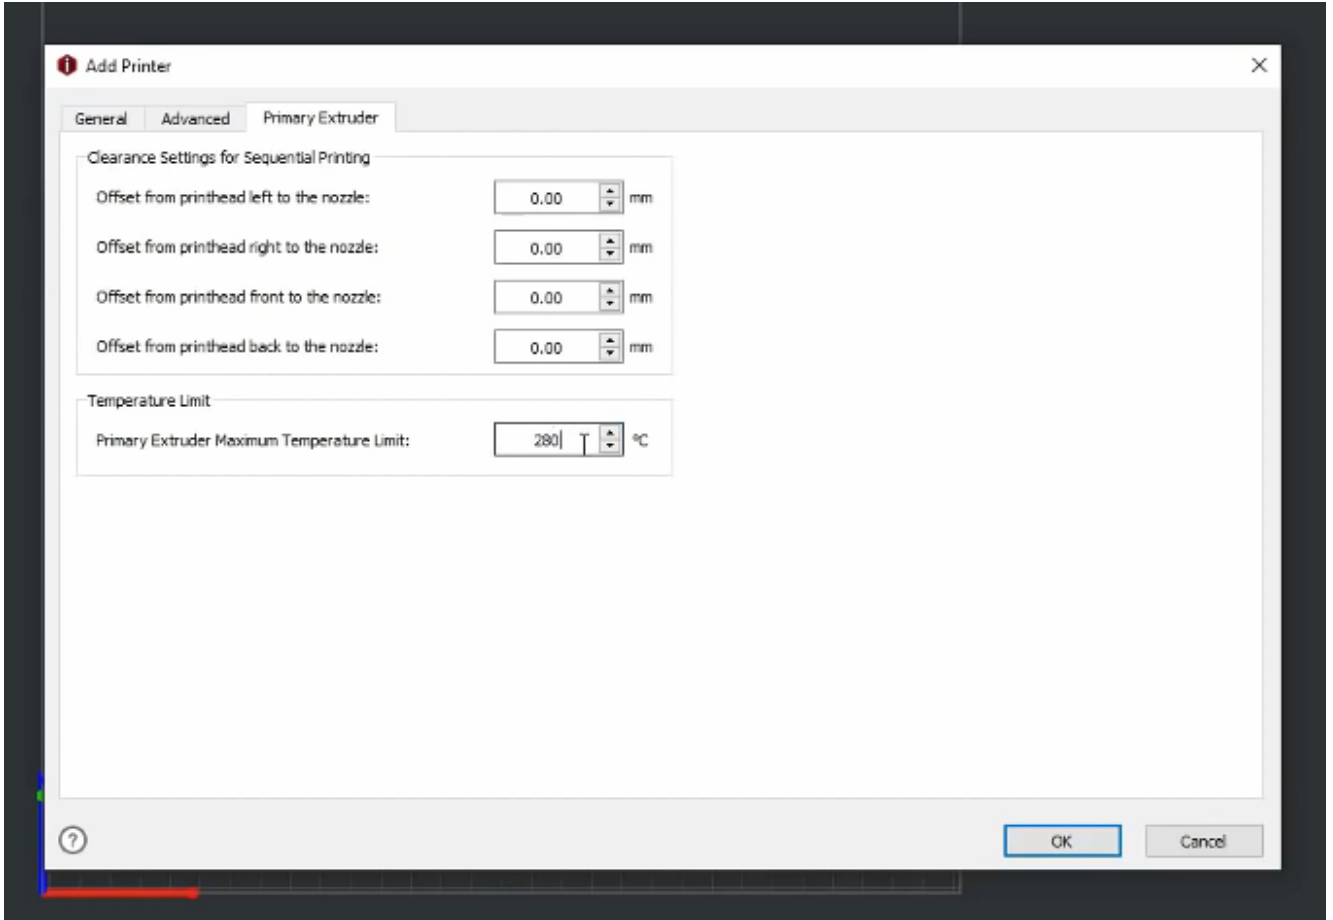 Add Printer
General Advanced Primary Extruder
Clearance Settings for Sequential Printing
Offset from printhead left to the nozzle: 0.00 mm
Offset from printhead right to the nozzle: 0.00 mm
Offset from printhead front to the nozzle: 0.00 mm
Offset from printhead back to the nozzle: 0.00 mm
Temperature Limit
Primary Extruder Maximum Temperature Limit: 280 °C
? OK Cancel